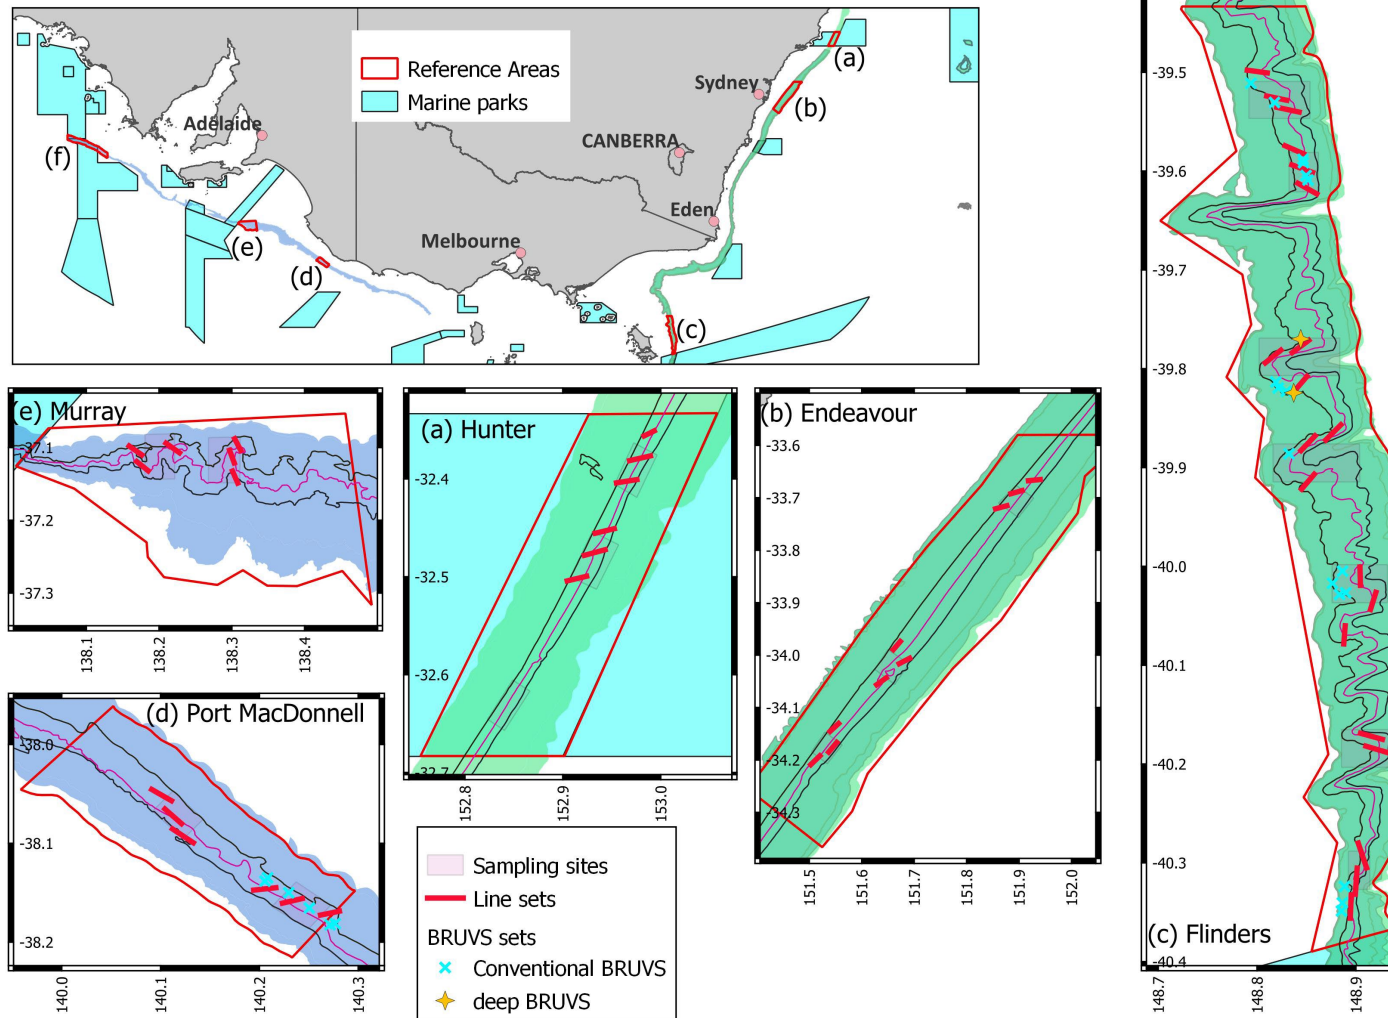 Reference Areas
Marine parks
Sydney
CANBERRA
Adelaide
Eden
Melbourne
(a)
(b)
(c)
(d)
(e)
(f)
(e) Murray
-37.1
-37.2
-37.3
138.1
138.2
138.3
138.4
(d) Port MacDonnell
-38.0
-38.1
-38.2
140.0
140.1
140.2
140.3
(a) Hunter
-32.4
-32.5
-32.6
-32.7
152.8
152.9
153.0
Sampling sites
Line sets
BRUVS sets
Conventional BRUVS
deep BRUVS
(b) Endeavour
-33.6
-33.7
-33.8
-33.9
-34.0
-34.1
-34.2
-34.3
151.5
151.6
151.7
151.8
151.9
152.0
-39.5
-39.6
-39.7
-39.8
-39.9
-40.0
-40.1
-40.2
-40.3
-40.4
(c) Flinders
148.7
148.8
148.9